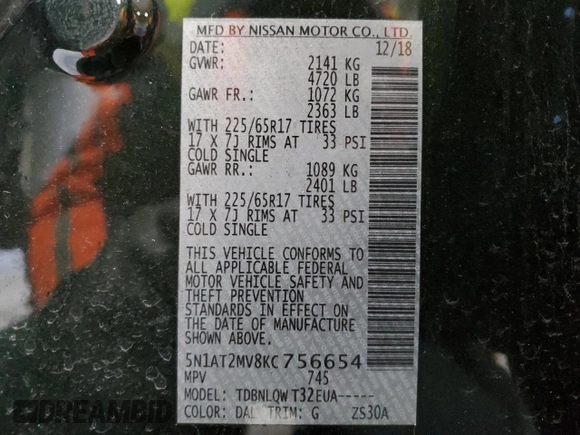 MFD BY NISSAN MOTOR CO., LTD.
DATE: 12/18
GVWR: 2141 KG
4720 LB
GAWR FR.: 1072 KG
2363 LB
WITH 225/65R17 TIRES
17 X 7J RIMS AT 33 PSI
COLD SINGLE
GAWR RR.: 1089 KG
2401 LB
WITH 225/65R17 TIRES
17 X 7J RIMS AT 33 PSI
COLD SINGLE
THIS VEHICLE CONFORMS TO
ALL APPLICABLE FEDERAL
MOTOR VEHICLE SAFETY AND
THEFT PREVENTION
STANDARDS IN EFFECT ON
THE DATE OF MANUFACTURE
SHOWN ABOVE.
5N1AT2MV8KC756654
MPV 745
MODEL: TDBNLQW T32EUA-----
COLOR: DAL TRIM: G ZS30A
DREAMBID